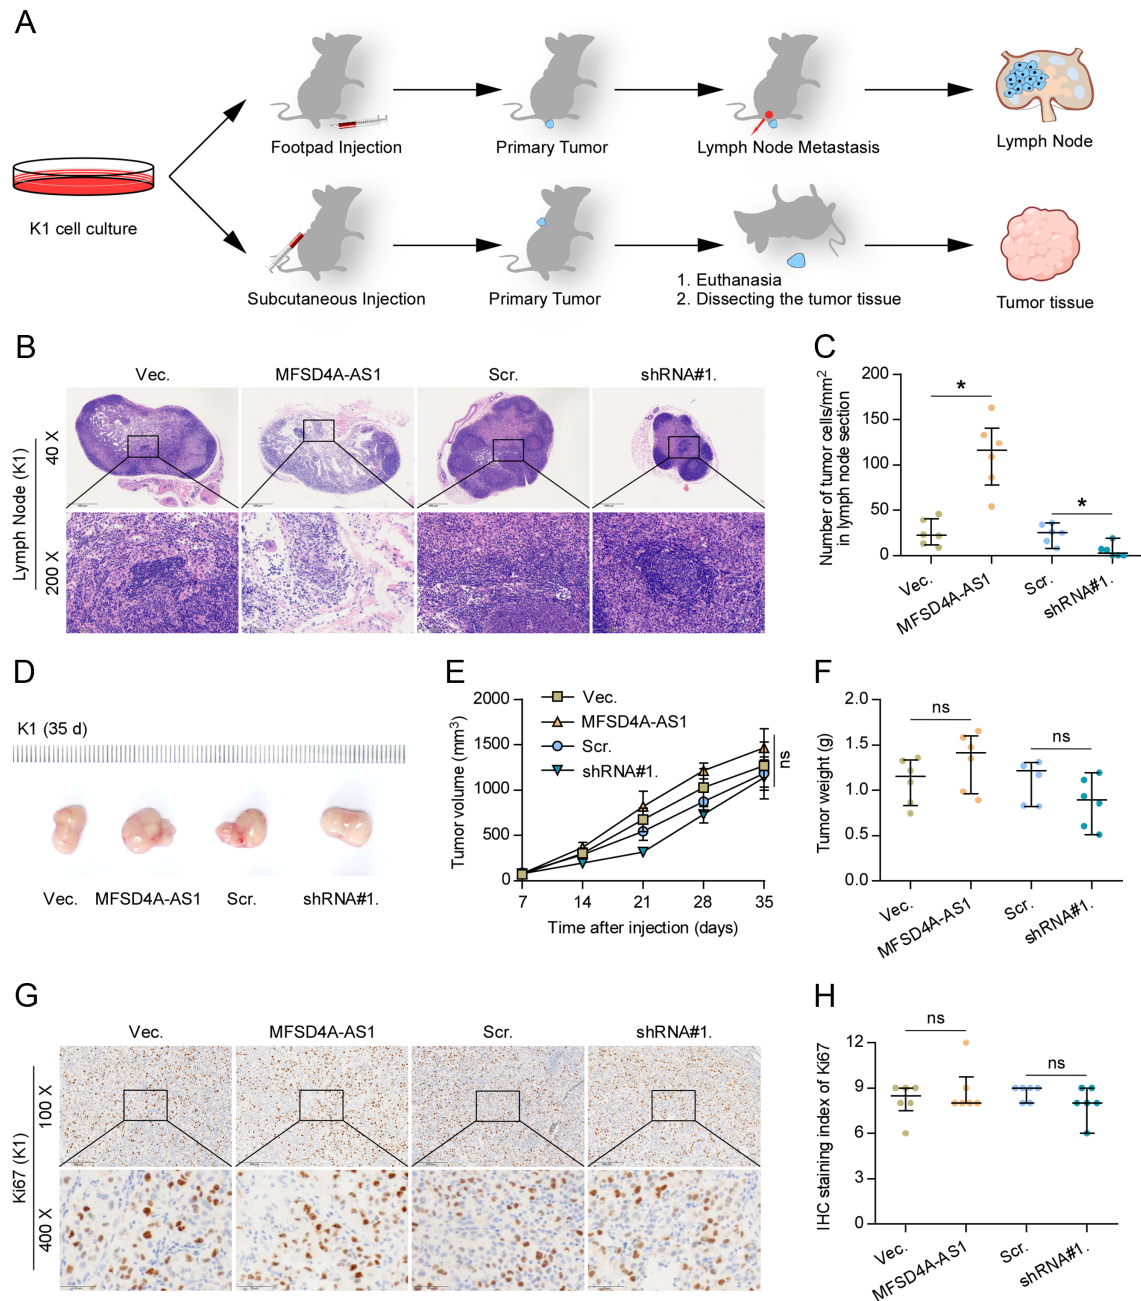 A
Footpad Injection
Primary Tumor
Lymph Node Metastasis
Lymph Node
K1 cell culture
Subcutaneous Injection
Primary Tumor
1. Euthanasia
2. Dissecting the tumor tissue
Tumor tissue
B
Vec.
MFSD4A-AS1
Scr.
shRNA#1.
Lymph Node (K1)
40 X
200 X
C
Number of tumor cells/mm2
in lymph node section
200
150
100
50
0
*
*
Vec.
MFSD4A-AS1
Scr.
shRNA#1.
D
K1 (35 d)
Vec.
MFSD4A-AS1
Scr.
shRNA#1.
E
Tumor volume (mm3)
2000
1500
1000
500
0
Vec.
MFSD4A-AS1
Scr.
shRNA#1.
ns
7
14
21
28
35
Time after injection (days)
F
Tumor weight (g)
2.0
1.5
1.0
0.5
0.0
ns
ns
Vec.
MFSD4A-AS1
Scr.
shRNA#1.
G
Vec.
MFSD4A-AS1
Scr.
shRNA#1.
Ki67 (K1)
100 X
400 X
H
IHC staining index of Ki67
12
9
6
3
0
ns
ns
Vec.
MFSD4A-AS1
Scr.
shRNA#1.